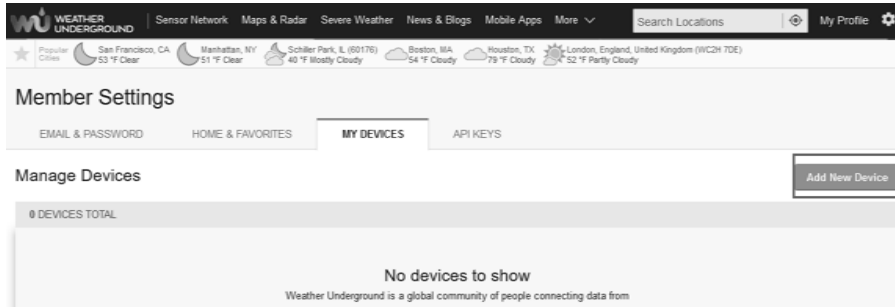 WEATHER UNDERGROUND Sensor Network Maps & Radar Severe Weather News & Blogs Mobile Apps More Search Locations My Profile
Popular Cities San Francisco, CA 53 °F Clear Manhattan, NY 51 °F Clear Schiller Park, IL (60176) 40 °F Mostly Cloudy Boston, MA 54 °F Cloudy Houston, TX 79 °F Cloudy London, England, United Kingdom (WC2H 7DE) 52 °F Partly Cloudy
Member Settings
EMAIL & PASSWORD HOME & FAVORITES MY DEVICES API KEYS
Manage Devices Add New Device
0 DEVICES TOTAL
No devices to show
Weather Underground is a global community of people connecting data from